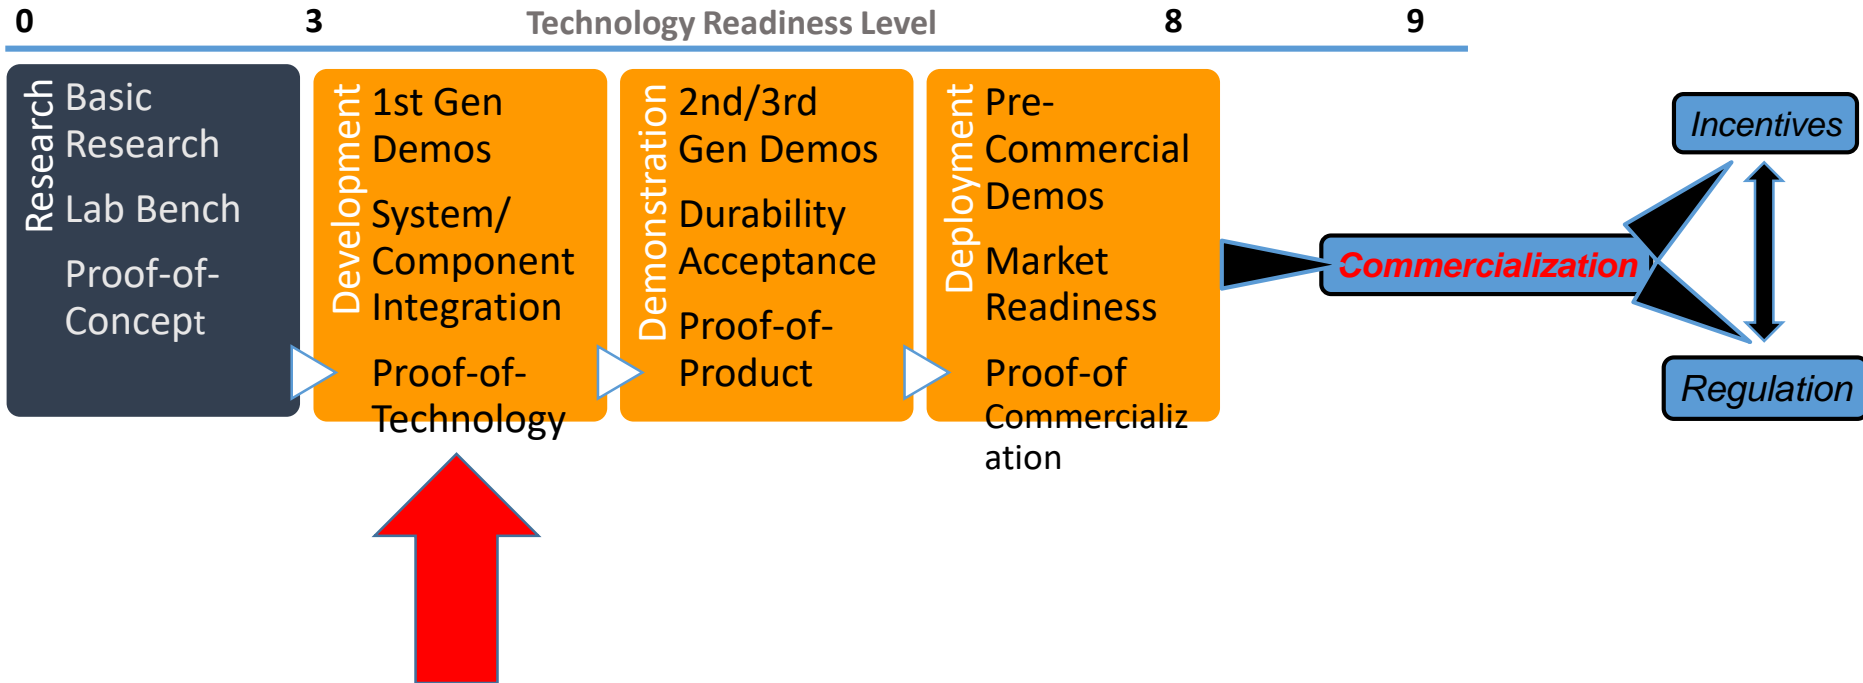 0 3 Technology Readiness Level 8 9
Research
Basic
Research
Lab Bench
Proof-of-
Concept
Development
1st Gen
Demos
System/
Component
Integration
Proof-of-
Technology
Demonstration
2nd/3rd
Gen Demos
Durability
Acceptance
Proof-of-
Product
Deployment
Pre-
Commercial
Demos
Market
Readiness
Proof-of
Commercializ
ation
Commercialization
Incentives
Regulation